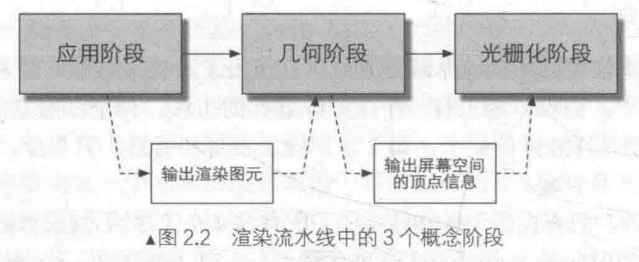 应用阶段
几何阶段
光栅化阶段
输出渲染图元
输出屏幕空间
的顶点信息
▲图2.2 渲染流水线中的3个概念阶段